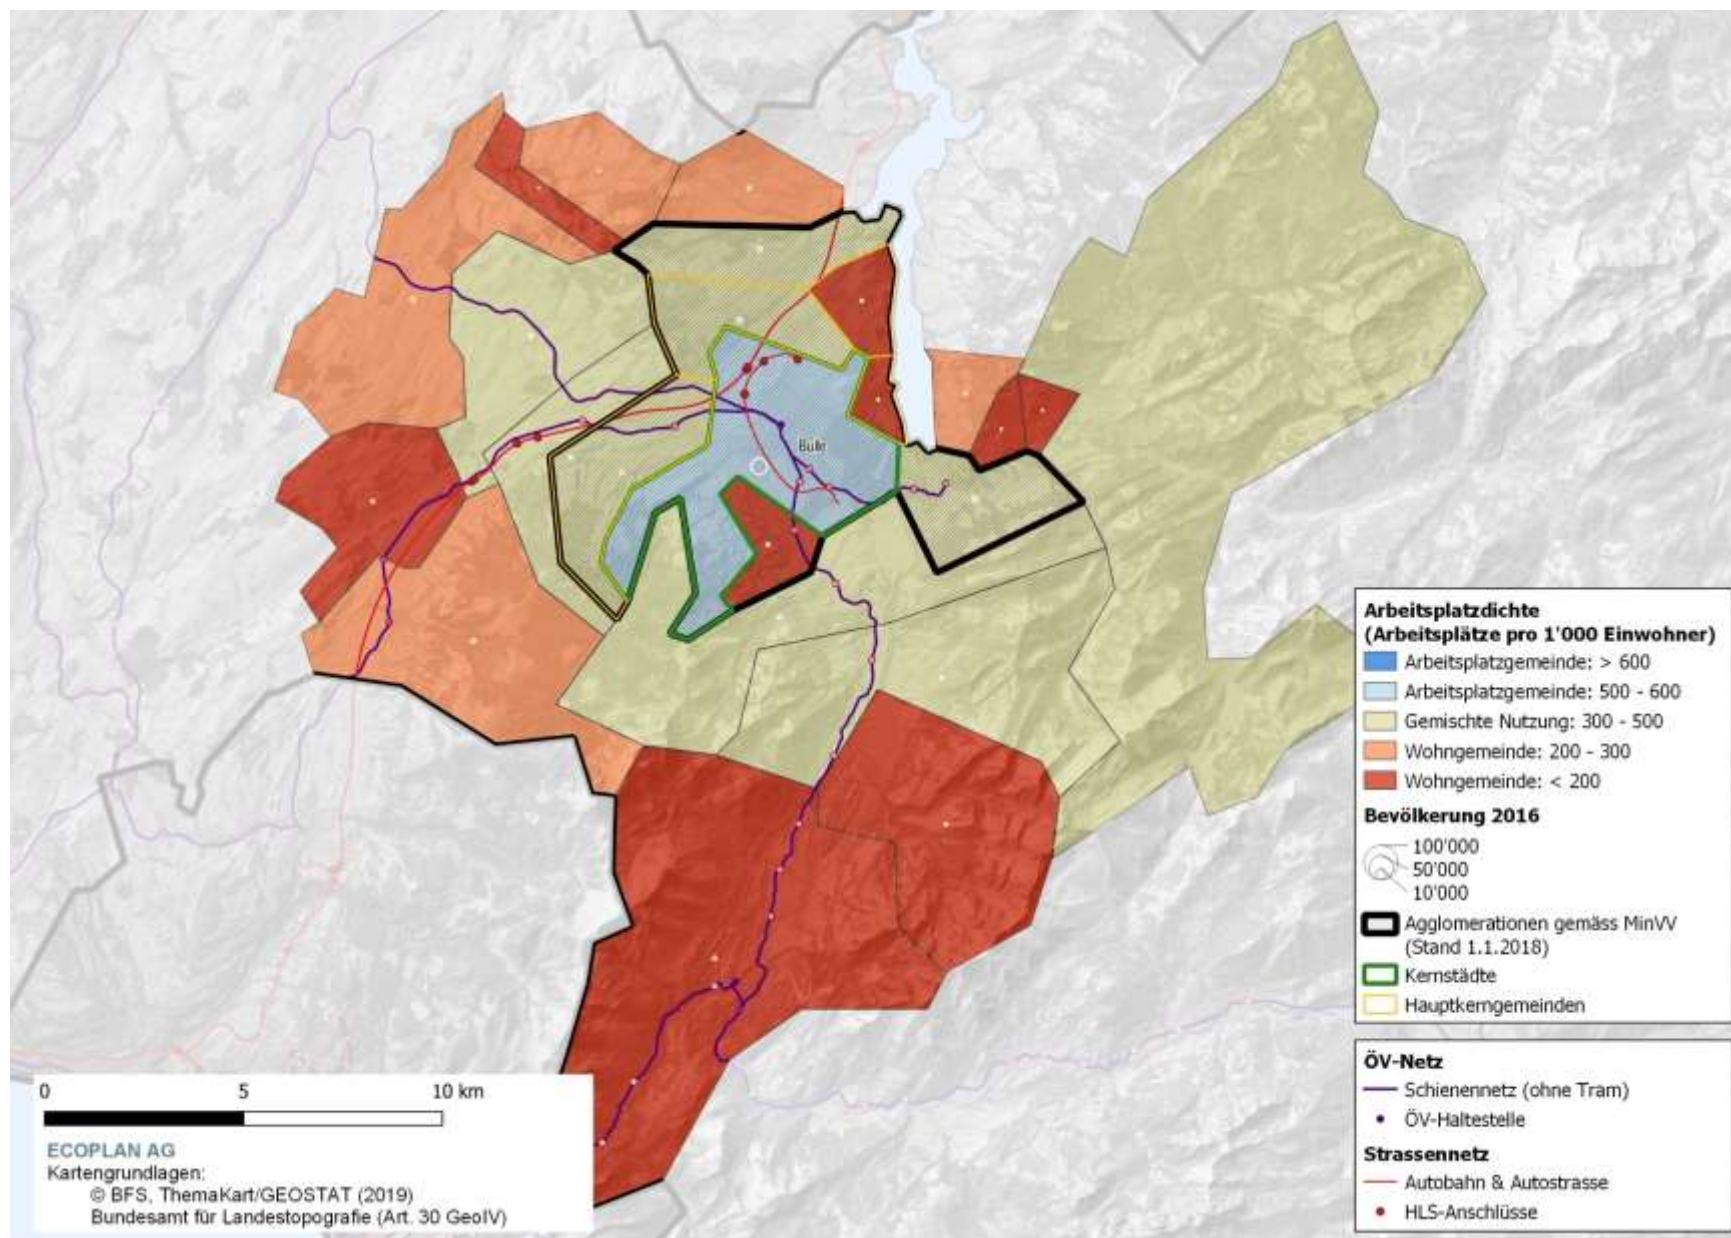 Bulle
Arbeitsplatzdichte
(Arbeitsplätze pro 1'000 Einwohner)
Arbeitsplatzgemeinde: > 600
Arbeitsplatzgemeinde: 500 - 600
Gemischte Nutzung: 300 - 500
Wohngemeinde: 200 - 300
Wohngemeinde: < 200
Bevölkerung 2016
100'000
50'000
10'000
Agglomerationen gemäss MinVV
(Stand 1.1.2018)
Kernstädte
Hauptkerngemeinden
ÖV-Netz
Schienennetz (ohne Tram)
ÖV-Haltestelle
Strassennetz
Autobahn & Autostrasse
HLS-Anschlüsse
0 5 10 km
ECOPLAN AG
Kartengrundlagen:
© BFS, ThemaKart/GEOSTAT (2019)
Bundesamt für Landestopografie (Art. 30 GeoIV)